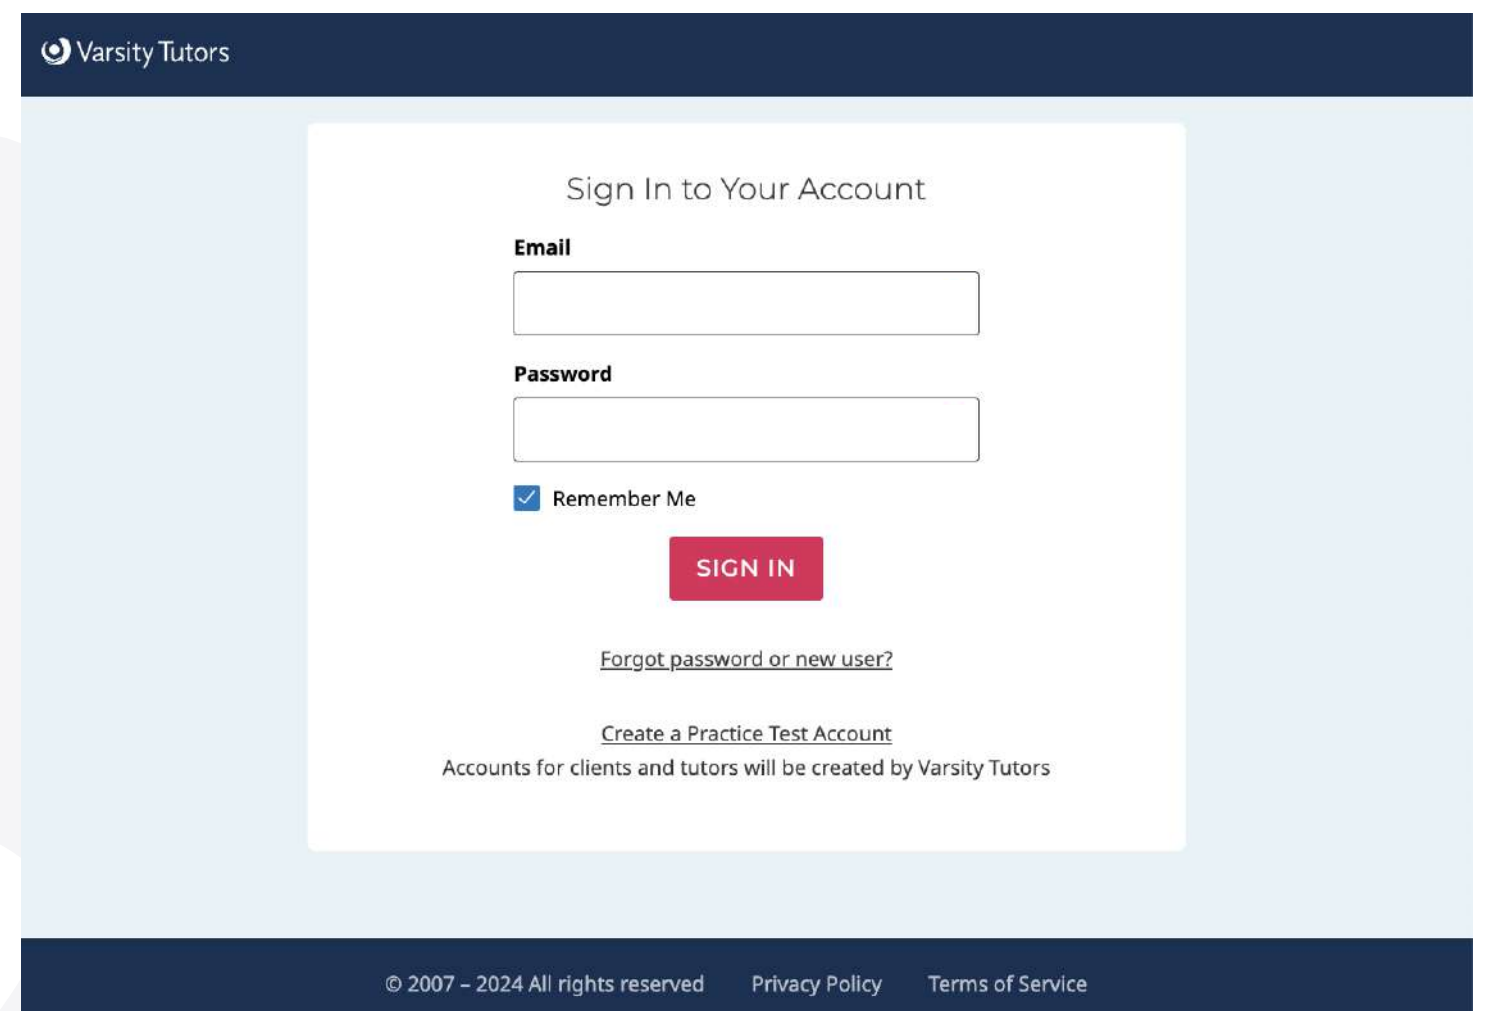 Varsity Tutors
Sign In to Your Account
Email
Password
Remember Me
SIGN IN
Forgot password or new user?
Create a Practice Test Account
Accounts for clients and tutors will be created by Varsity Tutors
© 2007 – 2024 All rights reserved Privacy Policy Terms of Service